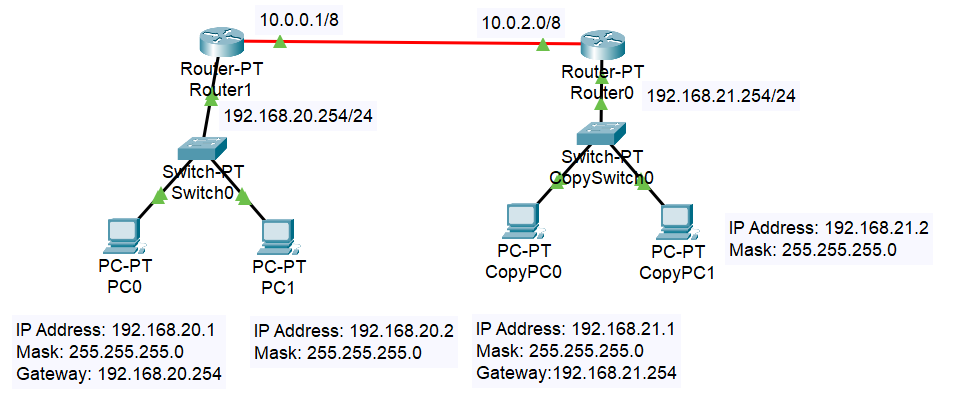 10.0.0.1/8
10.0.2.0/8
Router-PT
Router1
Router-PT
Router0
192.168.20.254/24
192.168.21.254/24
Switch-PT
Switch0
Switch-PT
CopySwitch0
PC-PT
PC0
PC-PT
PC1
PC-PT
CopyPC0
PC-PT
CopyPC1
IP Address: 192.168.21.2
Mask: 255.255.255.0
IP Address: 192.168.20.1
Mask: 255.255.255.0
Gateway: 192.168.20.254
IP Address: 192.168.20.2
Mask: 255.255.255.0
IP Address: 192.168.21.1
Mask: 255.255.255.0
Gateway:192.168.21.254